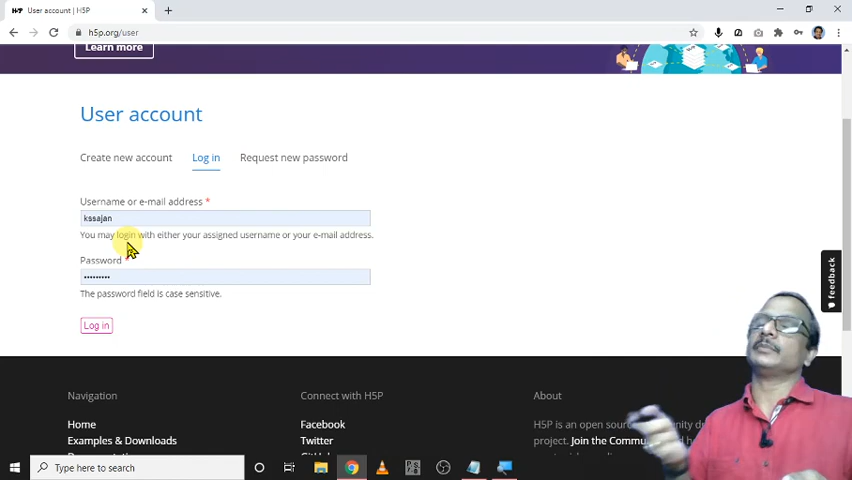 H-P User account | H5P
h5p.org/user
Learn more
User account
Create new account
Log in
Request new password
Username or e-mail address *
kssajan
You may login with either your assigned username or your e-mail address.
Password
•••••••••
The password field is case sensitive.
Log in
feedback
Navigation
Connect with H5P
About
Home
Facebook
H5P is an open
Examples & Downloads
Twitter
project. Join the
Type here to search